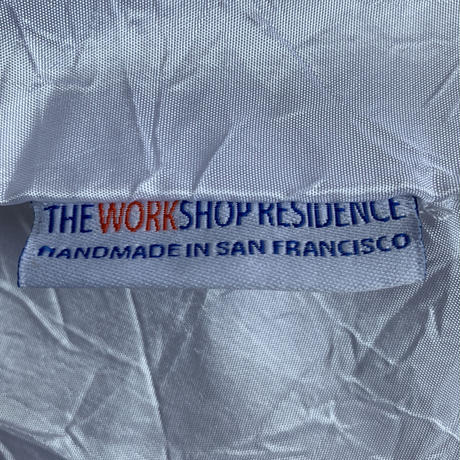 THE WORKSHOP RESIDENCE
HANDMADE IN SAN FRANCISCO